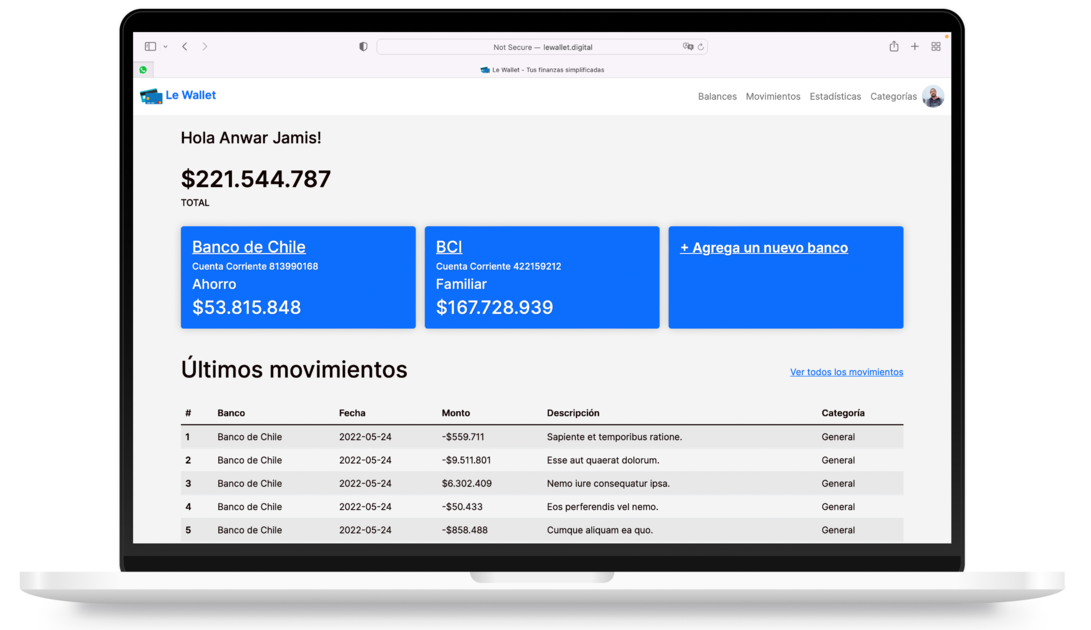 Not Secure — lewallet.digital
Le Wallet - Tus finanzas simplificadas
Le Wallet
Balances Movimientos Estadísticas Categorías
Hola Anwar Jamis!
$221.544.787
TOTAL
Banco de Chile
Cuenta Corriente 813990168
Ahorro
$53.815.848
BCI
Cuenta Corriente 422159212
Familiar
$167.728.939
+ Agrega un nuevo banco
Últimos movimientos
Ver todos los movimientos
# Banco Fecha Monto Descripción Categoría
1 Banco de Chile 2022-05-24 -$559.711 Sapiente et temporibus ratione. General
2 Banco de Chile 2022-05-24 -$9.511.801 Esse aut quaerat dolorum. General
3 Banco de Chile 2022-05-24 $6.302.409 Nemo iure consequatur ipsa. General
4 Banco de Chile 2022-05-24 -$50.433 Eos perferendis vel nemo. General
5 Banco de Chile 2022-05-24 -$858.488 Cumque aliquam ea quo. General